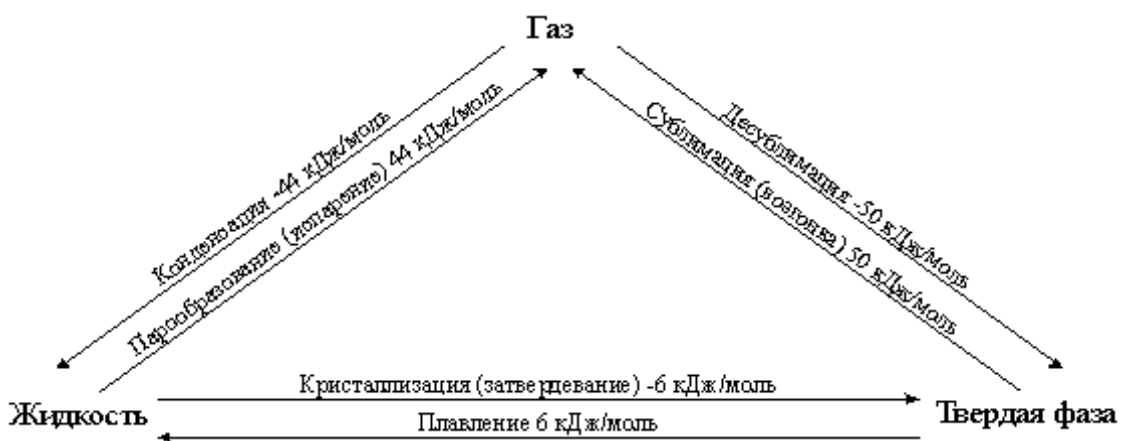 Газ
Конденсация -44 кДж/моль
Парообразование (испарение) 44 кДж/моль
Десублимация -50 кДж/моль
Сублимация (возгонка) 50 кДж/моль
Кристаллизация (затвердевание) -6 кДж/моль
Жидкость
Твердая фаза
Плавление 6 кДж/моль